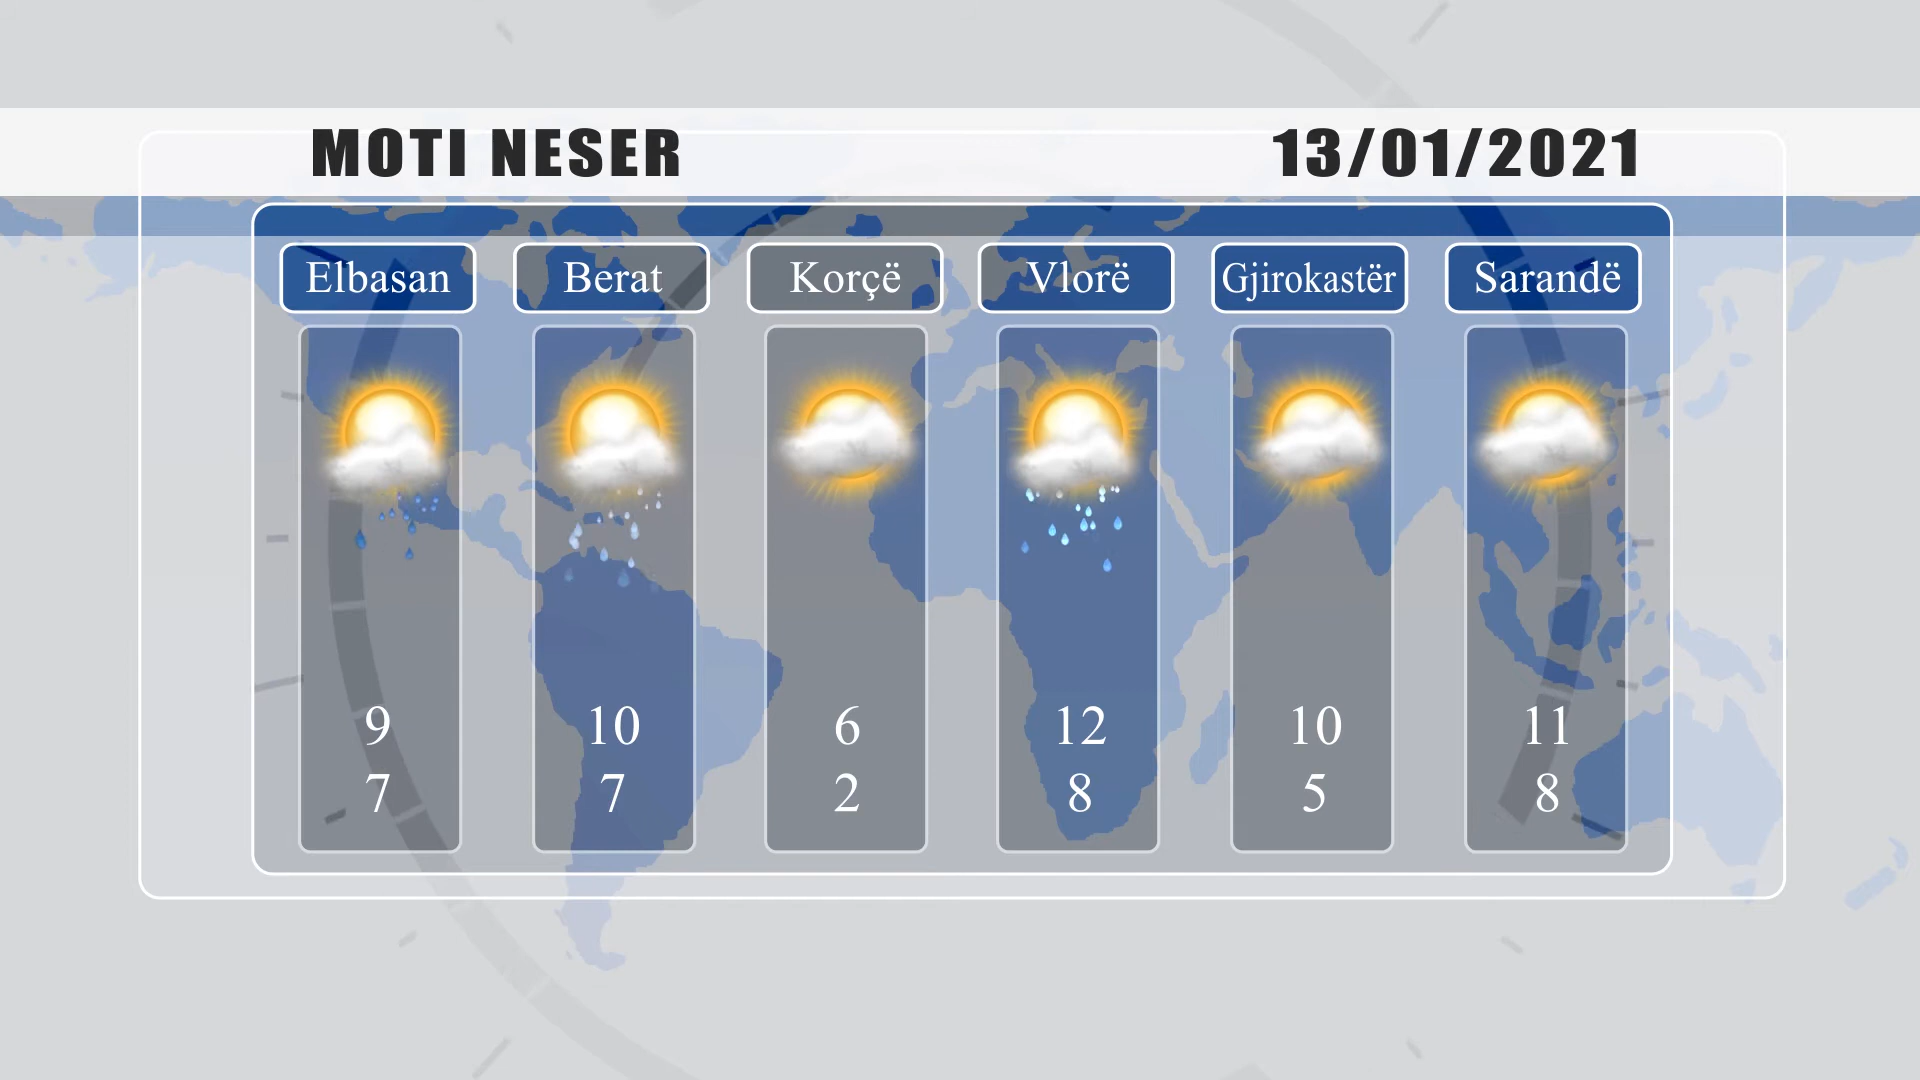 MOTI NESER 13/01/2021
Elbasan Berat Korçë Vlorë Gjirokastër Sarandë
9 10 6 12 10 11
7 7 2 8 5 8